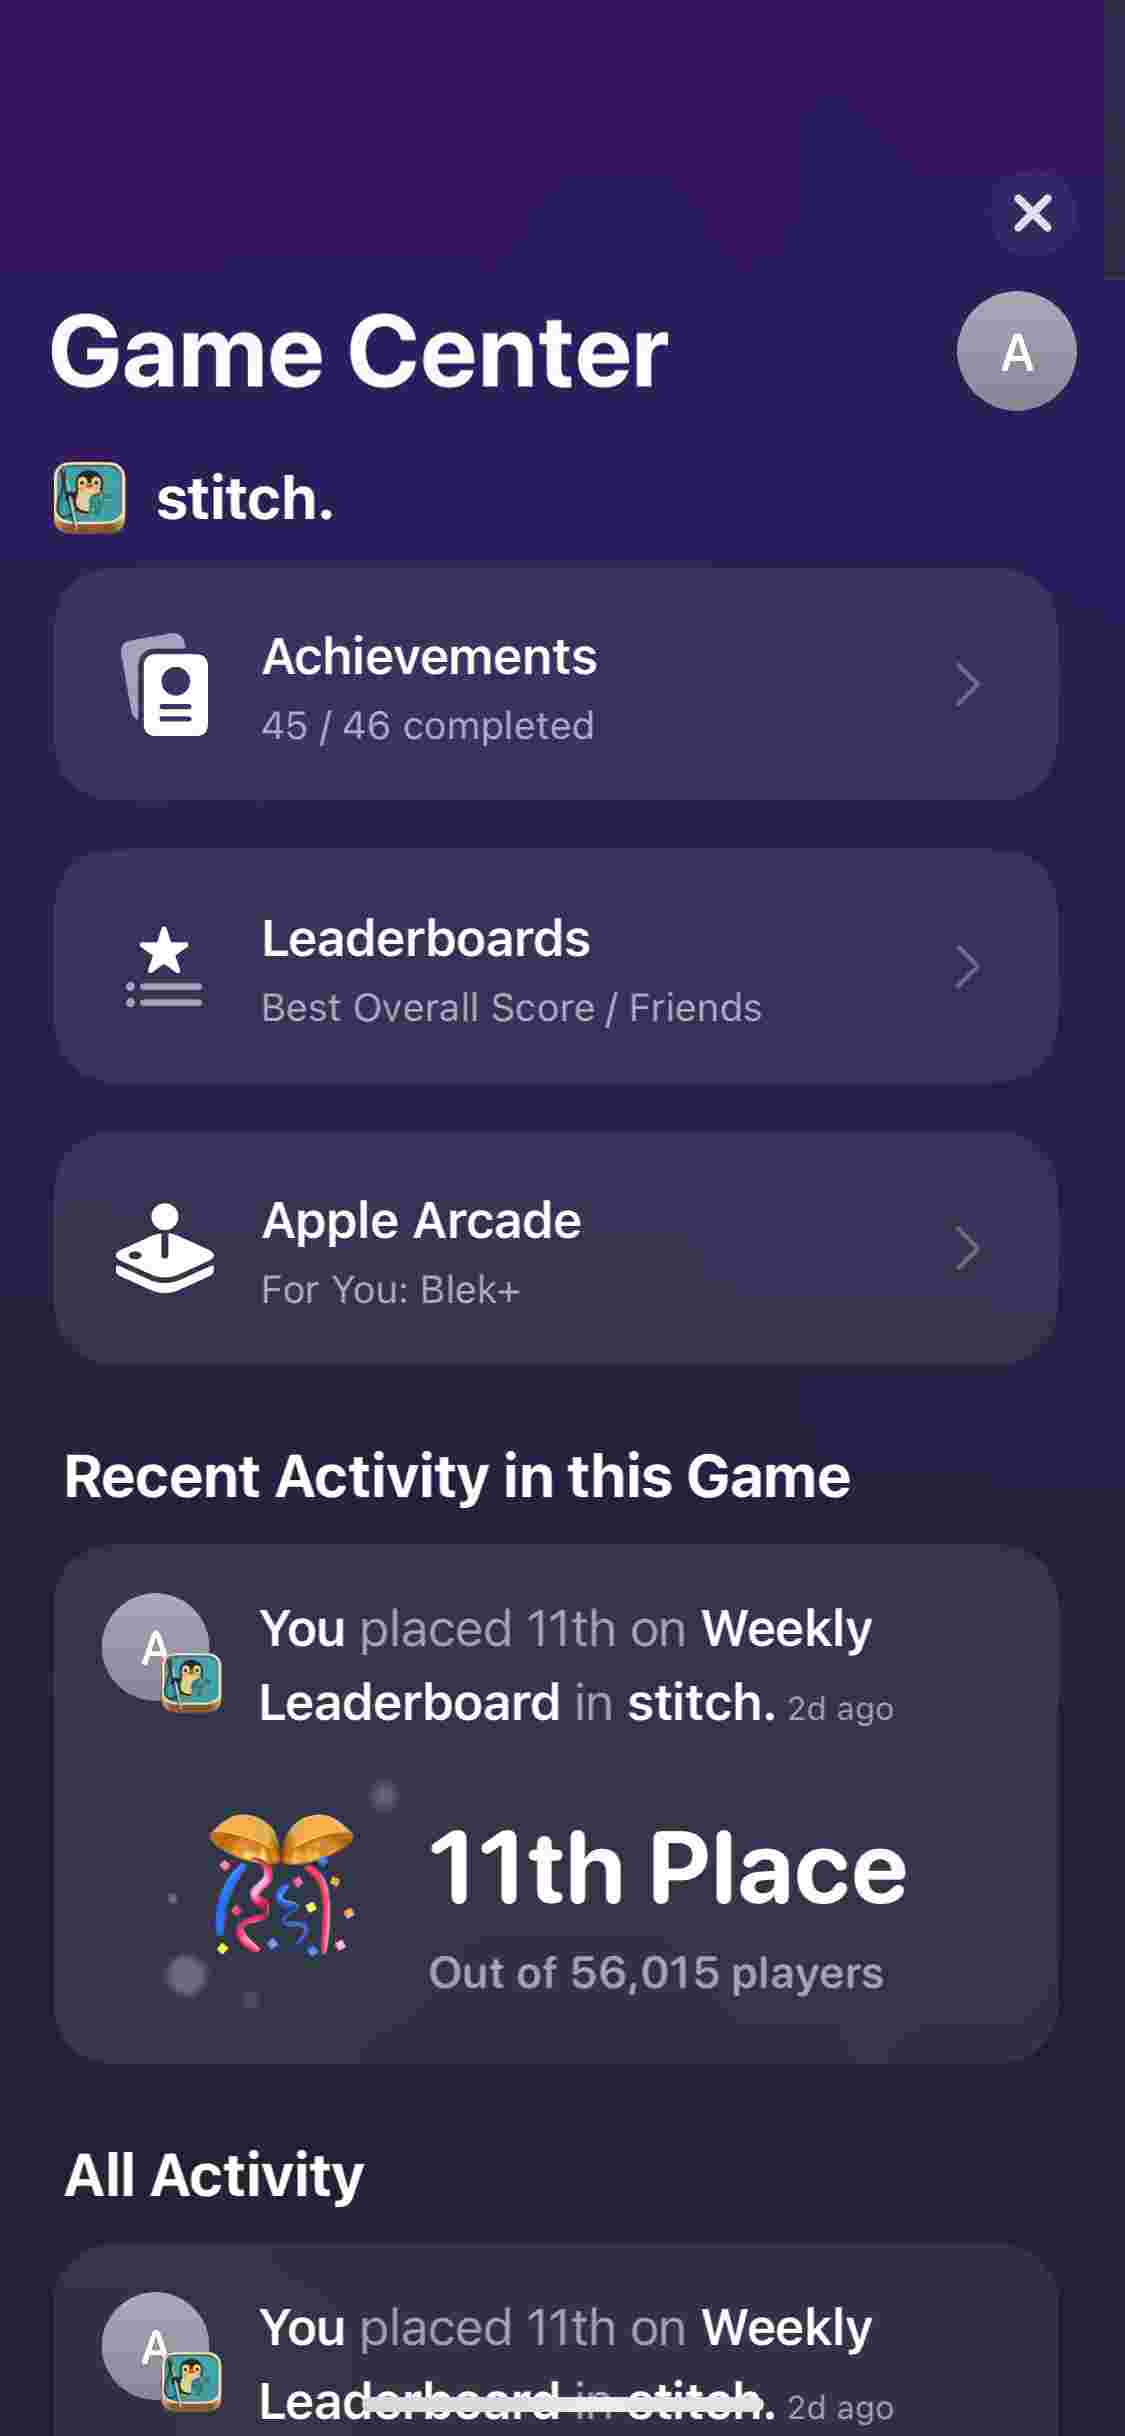 Game Center
A
stitch.
Achievements
45 / 46 completed
Leaderboards
Best Overall Score / Friends
Apple Arcade
For You: Blek+
Recent Activity in this Game
A
You placed 11th on Weekly
Leaderboard in stitch. 2d ago
11th Place
Out of 56,015 players
All Activity
A
You placed 11th on Weekly
Leaderboard in stitch. 2d ago